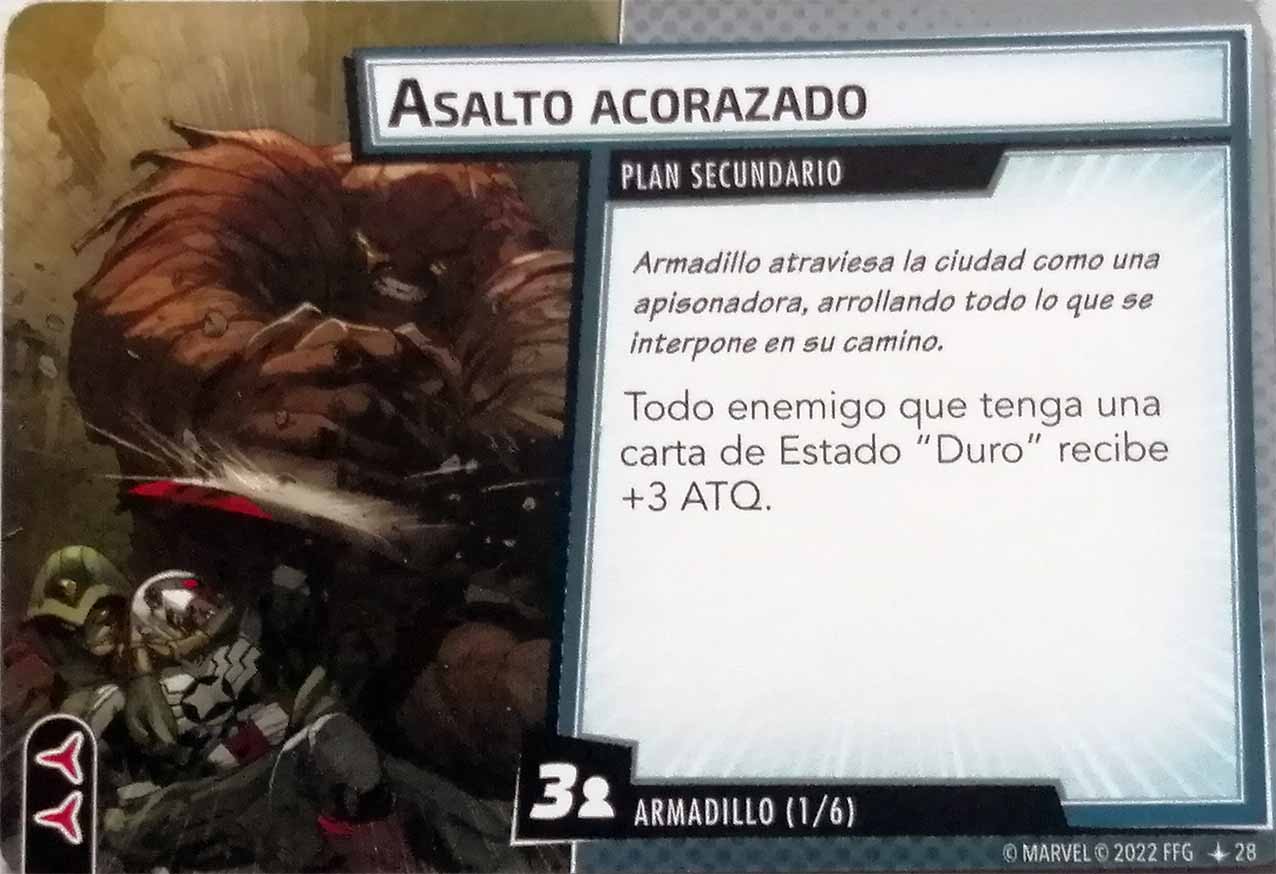 ASALTO ACORAZADO
PLAN SECUNDARIO
Armadillo atraviesa la ciudad como una
apisonadora, arrollando todo lo que se
interpone en su camino.
Todo enemigo que tenga una
carta de Estado “Duro” recibe
+3 ATQ.
3
ARMADILLO (1/6)
© MARVEL © 2022 FFG 28